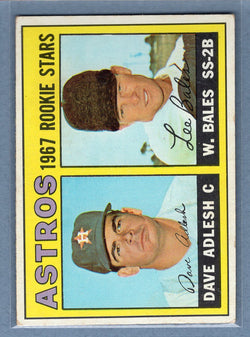 ASTROS
1967 ROOKIE STARS
Dave Adlesh
DAVE ADLESH C
Lee Bales
W. BALES SS-2B
H